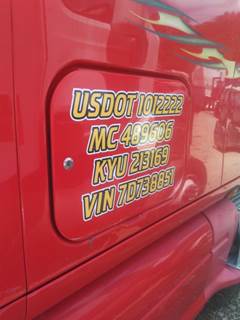 USDOT 1012222
MC 489606
KYU 213169
VIN 7D738851